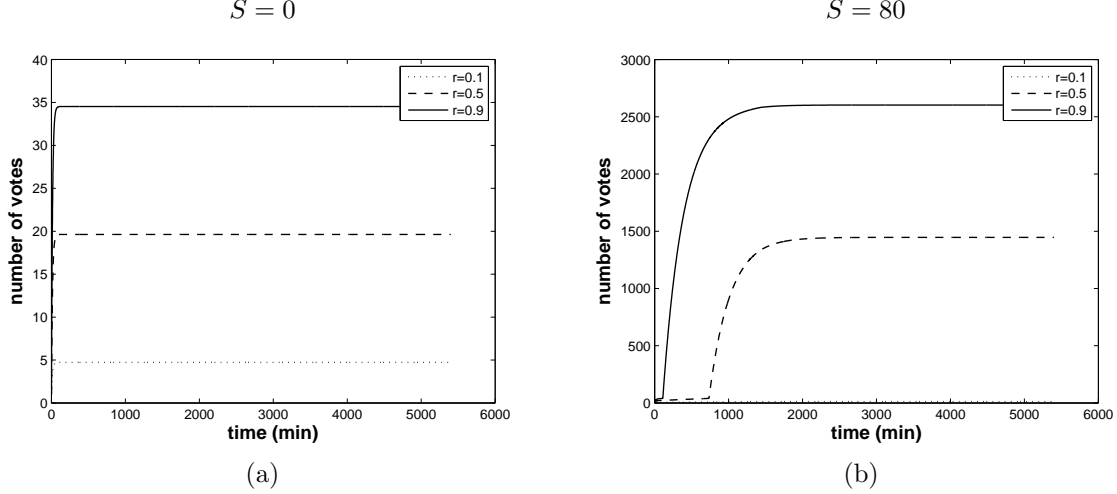 S = 0
S = 80
40
35
30
25
20
15
10
5
0
number of votes
0 1000 2000 3000 4000 5000 6000
time (min)
r=0.1
r=0.5
r=0.9
(a)
3000
2500
2000
1500
1000
500
0
number of votes
0 1000 2000 3000 4000 5000 6000
time (min)
r=0.1
r=0.5
r=0.9
(b)